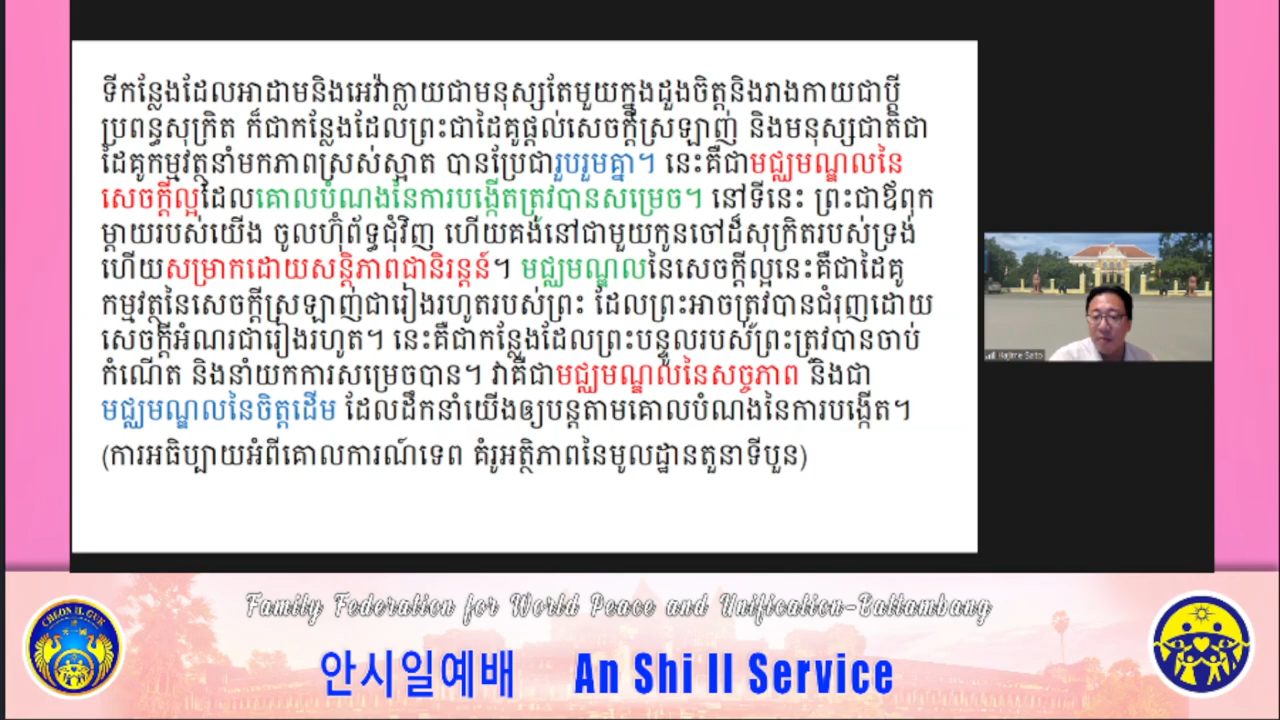 ទីកន្លែងដែលអាដាមនិងអេវ៉ាក្លាយជាមនុស្សតែមួយក្នុងដួងចិត្តនិងរាងកាយជាប្តី
ប្រពន្ធសុក្រិត ក៏ជាកន្លែងដែលព្រះជាដៃគូផ្តល់សេចក្តីស្រឡាញ់ និងមនុស្សជាតិជា
ដៃគូកម្មវត្ថុនាំមកភាពស្រស់ស្អាត បានប្រែជារួបរួមគ្នា។ នេះគឺជាមជ្ឈមណ្ឌលនៃ
សេចក្តីល្អដែលគោលបំណងនៃការបង្កើតត្រូវបានសម្រេច។ នៅទីនេះ ព្រះជាឪពុក
ម្តាយរបស់យើង ចូលហ៊ុំព័ទ្ធជុំវិញ ហើយគង់នៅជាមួយកូនចៅដ៏សុក្រិតរបស់ទ្រង់
ហើយសម្រាកដោយសន្តិភាពជានិរន្តន៍។ មជ្ឈមណ្ឌលនៃសេចក្តីល្អនេះគឺជាដៃគូ
កម្មវត្ថុនៃសេចក្តីស្រឡាញ់ជារៀងរហូតរបស់ព្រះ ដែលព្រះអាចត្រូវបានជំរុញដោយ
សេចក្តីអំណរជារៀងរហូត។ នេះគឺជាកន្លែងដែលព្រះបន្ទូលរបស់ព្រះត្រូវបានចាប់
កំណើត និងនាំយកការសម្រេចបាន។ វាគឺជាមជ្ឈមណ្ឌលនៃសច្ចភាព និងជា
មជ្ឈមណ្ឌលនៃចិត្តដើម ដែលដឹកនាំយើងឲ្យបន្តតាមគោលបំណងនៃការបង្កើត។
(ការអធិប្បាយអំពីគោលការណ៍ទេព គំរូអត្ថិភាពនៃមូលដ្ឋានតួនាទីបួន)
Hajime Sato
CHEON IL GUK
Family Federation for World Peace and Unification-Battambang
안시일예배 An Shi Il Service